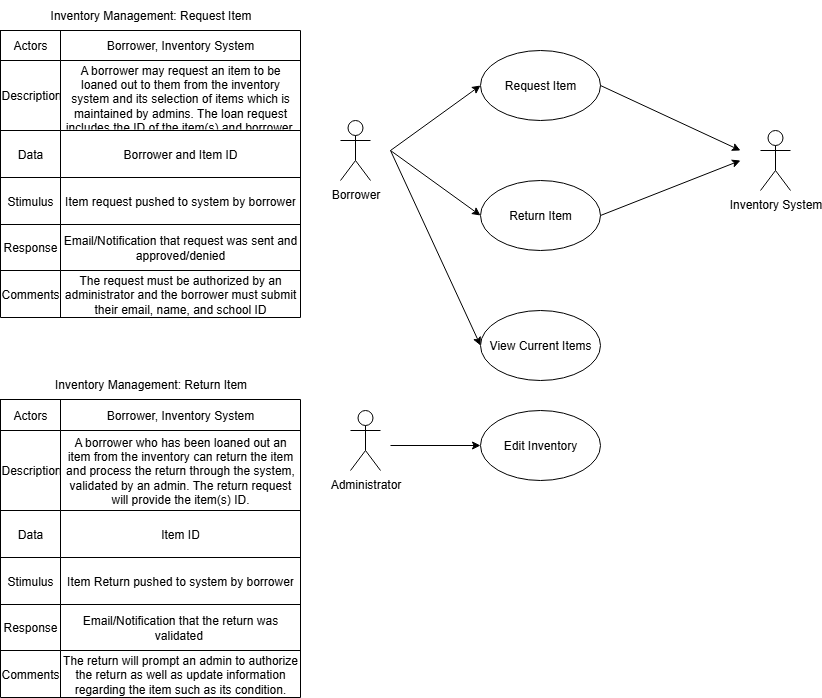 Inventory Management: Request Item
Actors
Borrower, Inventory System
Description
A borrower may request an item to be
loaned out to them from the inventory
system and its selection of items which is
maintained by admins. The loan request
includes the ID of the item(s) and borrower
Data
Borrower and Item ID
Stimulus
Item request pushed to system by borrower
Response
Email/Notification that request was sent and
approved/denied
Comments
The request must be authorized by an
administrator and the borrower must submit
their email, name, and school ID
Request Item
Borrower
Return Item
Inventory System
View Current Items
Inventory Management: Return Item
Actors
Borrower, Inventory System
Description
A borrower who has been loaned out an
item from the inventory can return the item
and process the return through the system,
validated by an admin. The return request
will provide the item(s) ID.
Data
Item ID
Stimulus
Item Return pushed to system by borrower
Response
Email/Notification that the return was
validated
Comments
The return will prompt an admin to authorize
the return as well as update information
regarding the item such as its condition.
Edit Inventory
Administrator